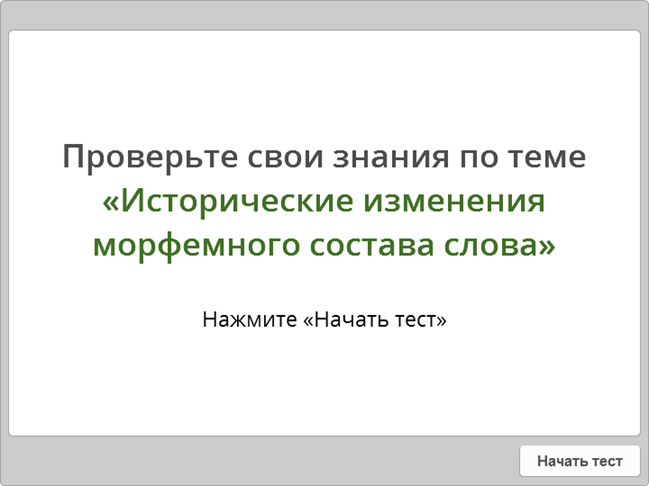 Проверьте свои знания по теме
«Исторические изменения
морфемного состава слова»
Нажмите «Начать тест»
Начать тест